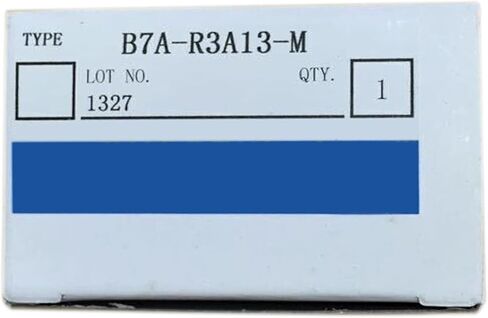 TYPE B7A-R3A13-M
LOT NO. QTY.
1327 1